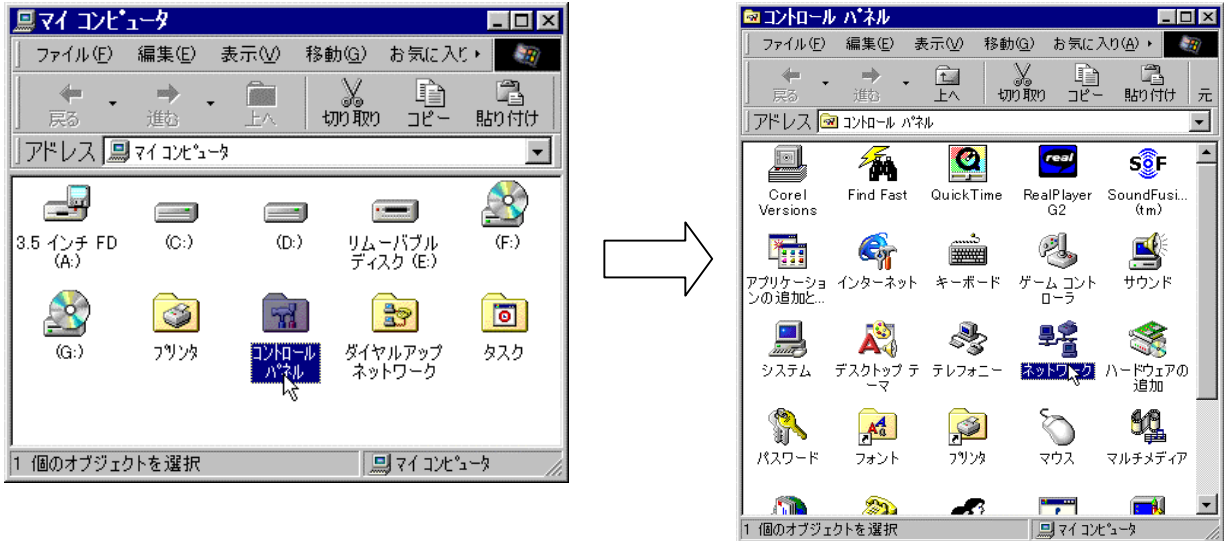 マイ コンピュータ
ファイル(F) 編集(E) 表示(V) 移動(G) お気に入り
戻る 進む 上へ 切り取り コピー 貼り付け
アドレス マイ コンピュータ
3.5 インチ FD (A:)
(C:)
(D:)
リムーバブル ディスク (E:)
(F:)
(G:)
プリンタ
コントロール パネル
ダイヤルアップ ネットワーク
タスク
1 個のオブジェクトを選択 マイ コンピュータ
コントロール パネル
ファイル(F) 編集(E) 表示(V) 移動(G) お気に入り(A)
戻る 進む 上へ 切り取り コピー 貼り付け 元
アドレス コントロール パネル
real
S F
Corel Versions
Find Fast
QuickTime
RealPlayer G2
SoundFusi... (tm)
アプリケーションの追加と...
インターネット
キーボード
ゲーム コントローラ
サウンド
システム
デスクトップ テーマ
テレフォニー
ネットワーク
ハードウェアの追加
パスワード
フォント
プリンタ
マウス
マルチメディア
1 個のオブジェクトを選択 マイ コンピュータ